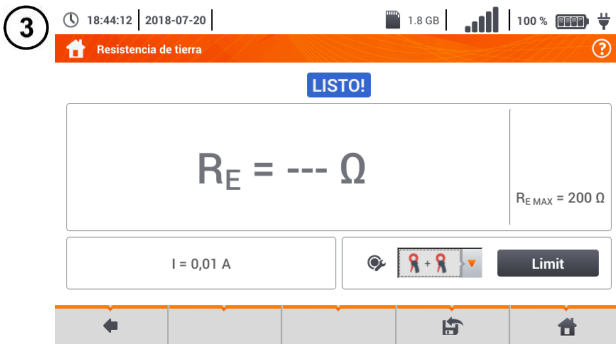 3
18:44:12 2018-07-20 1.8 GB 100 %
Resistencia de tierra ?
LISTO!
RE = --- Ω
RE MAX = 200 Ω
I = 0,01 A
+
Limit